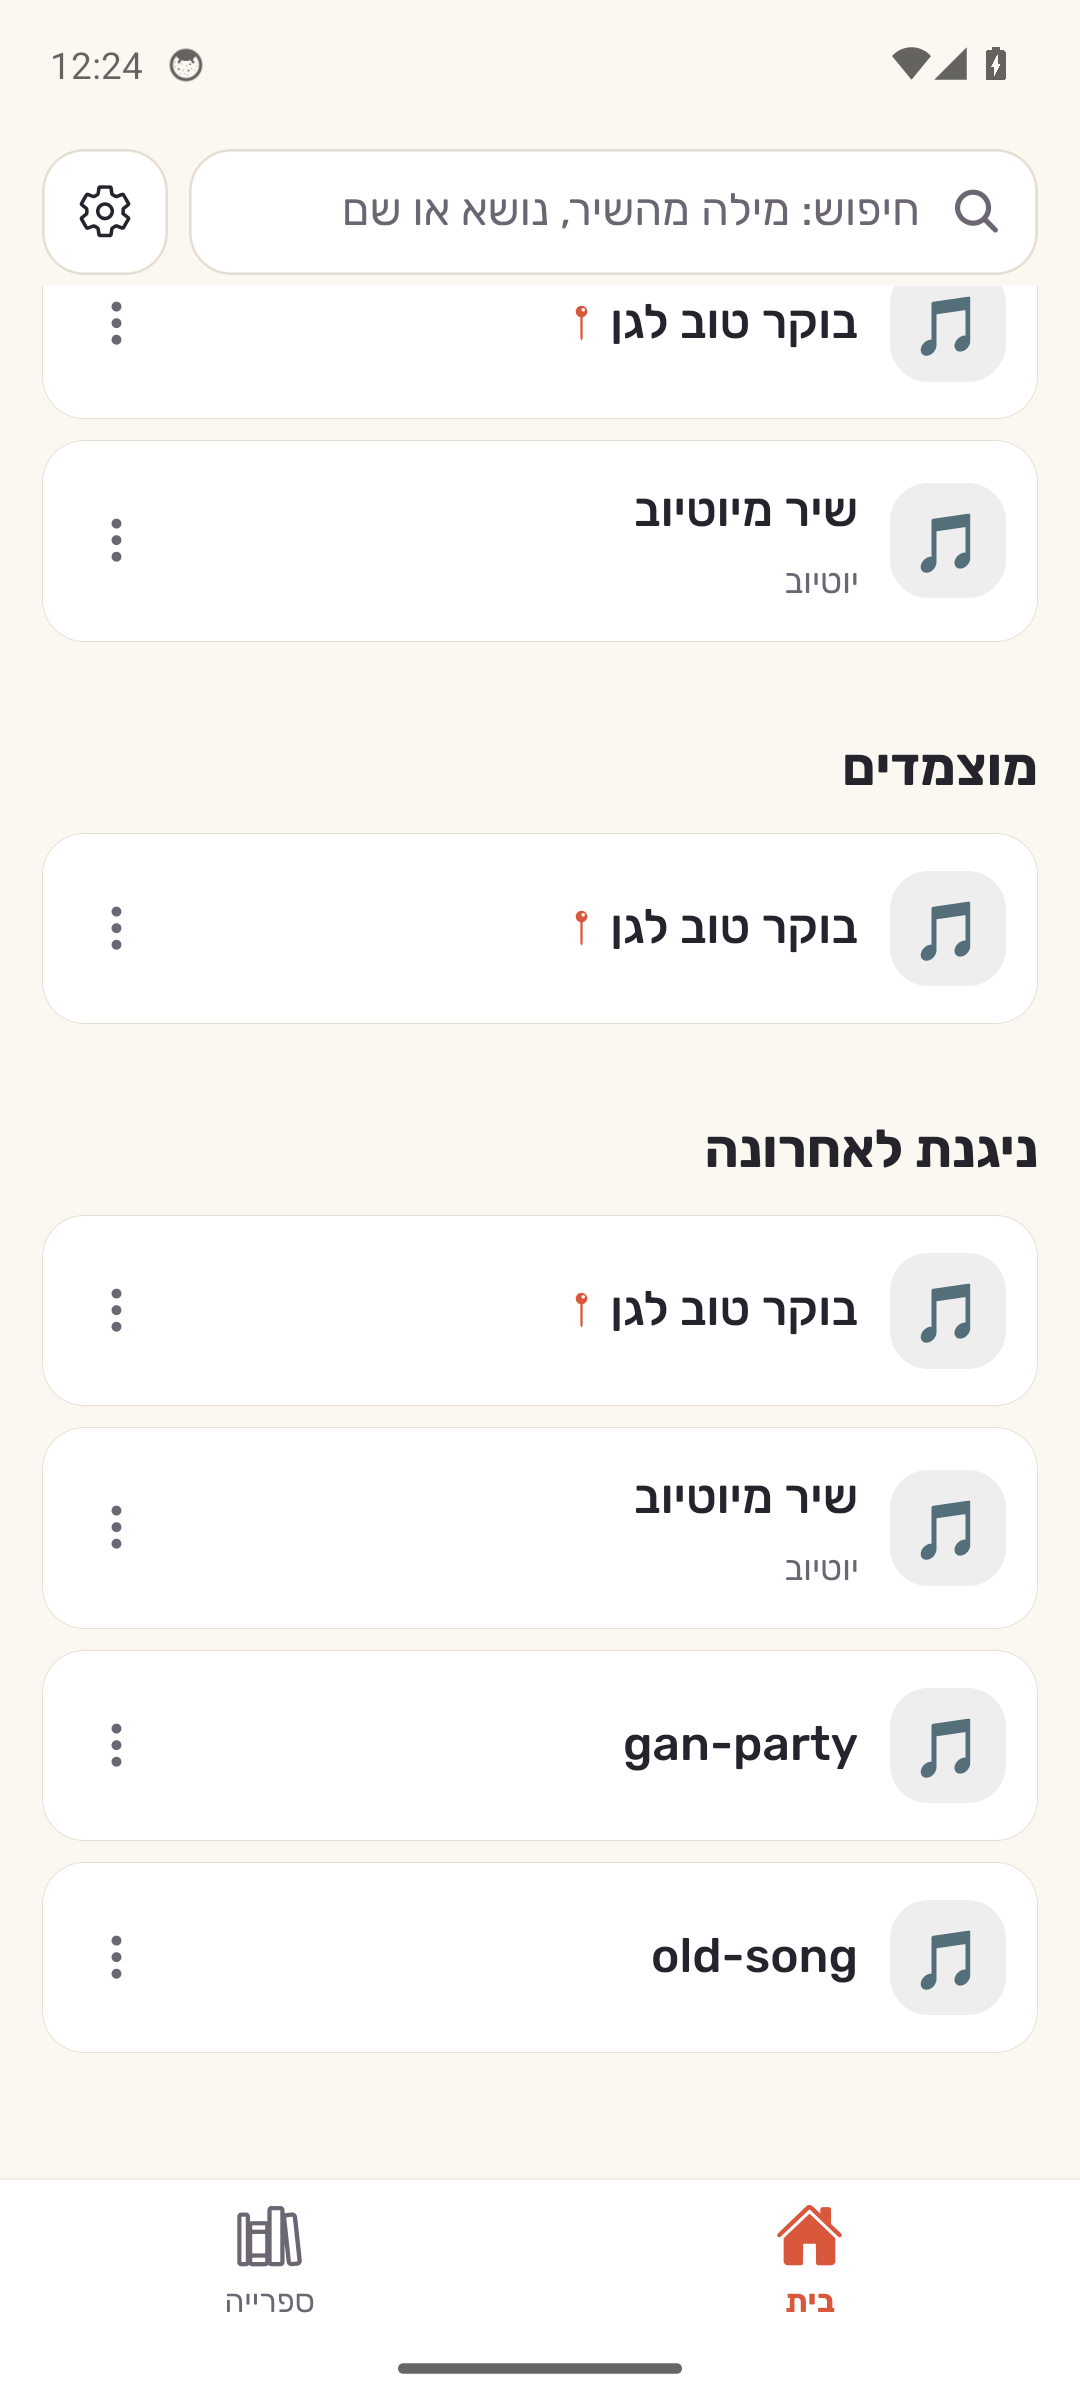 12:24
חיפוש: מילה מהשיר, נושא או שם
בוקר טוב לגן
שיר מיוטיוב
יוטיוב
מוצמדים
בוקר טוב לגן
ניגנת לאחרונה
בוקר טוב לגן
שיר מיוטיוב
יוטיוב
gan-party
old-song
בית
ספרייה